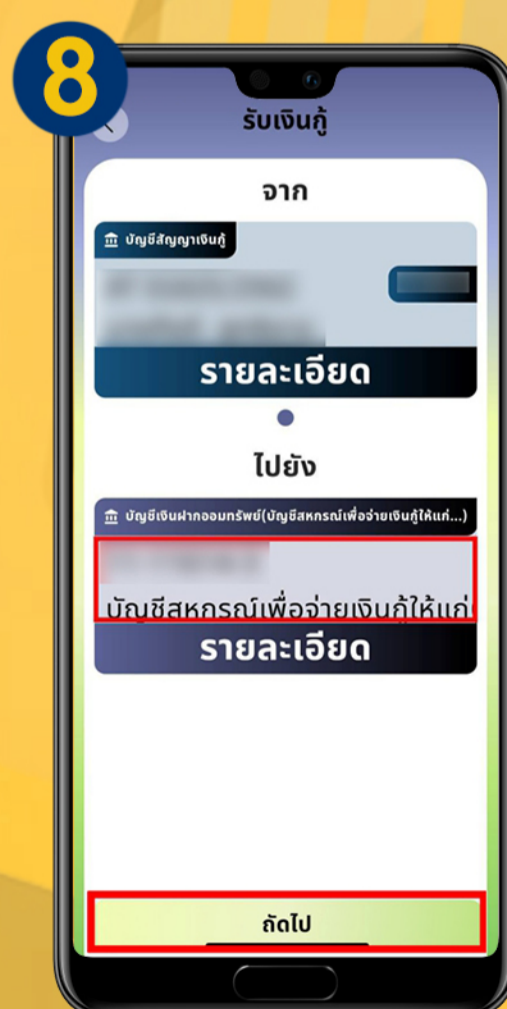 8
รับเงินกู้
จาก
บัญชีสัญญาเงินกู้
รายละเอียด
ไปยัง
บัญชีเงินฝากออมทรัพย์(บัญชีสหกรณ์เพื่อจ่ายเงินกู้ให้แก่...)
บัญชีสหกรณ์เพื่อจ่ายเงินกู้ให้แก่
รายละเอียด
ถัดไป